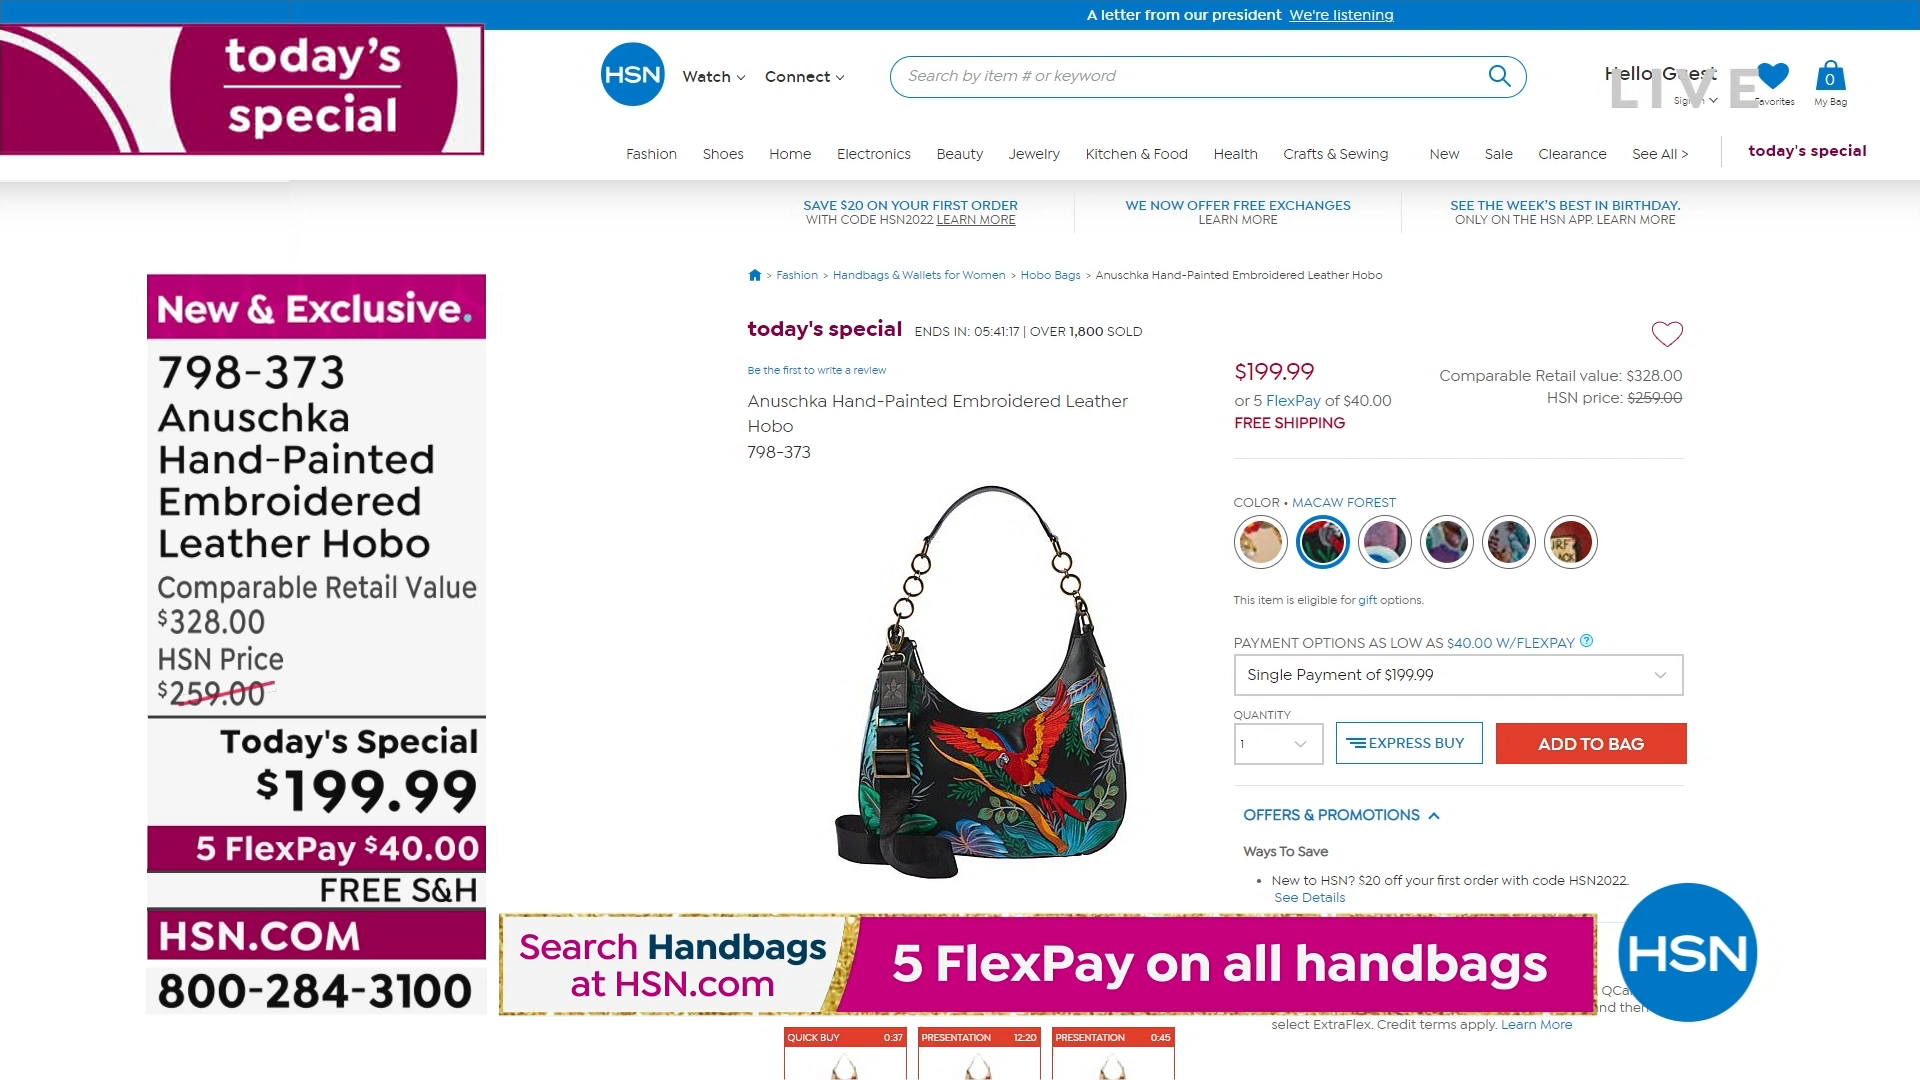 A letter from our president We're listening
today's
special
HSN
Watch
Connect
Search by item # or keyword
Hello, Guest
LIVE
Favorites
0
My Bag
Fashion Shoes Home Electronics Beauty Jewelry Kitchen & Food Health Crafts & Sewing New Sale Clearance See All > today's special
SAVE $20 ON YOUR FIRST ORDER
WITH CODE HSN2022 LEARN MORE
WE NOW OFFER FREE EXCHANGES
LEARN MORE
SEE THE WEEK'S BEST IN BIRTHDAY.
ONLY ON THE HSN APP. LEARN MORE
> Fashion > Handbags & Wallets for Women > Hobo Bags > Anuschka Hand-Painted Embroidered Leather Hobo
New & Exclusive.
798-373
Anuschka
Hand-Painted
Embroidered
Leather Hobo
Comparable Retail Value
$328.00
HSN Price
$259.00
Today's Special
$199.99
5 FlexPay $40.00
FREE S&H
HSN.COM
800-284-3100
today's special ENDS IN: 05:41:17 | OVER 1,800 SOLD
Be the first to write a review
Anuschka Hand-Painted Embroidered Leather
Hobo
798-373
$199.99
or 5 FlexPay of $40.00
FREE SHIPPING
Comparable Retail value: $328.00
HSN price: $259.00
COLOR • MACAW FOREST
This item is eligible for gift options.
PAYMENT OPTIONS AS LOW AS $40.00 W/FLEXPAY ?
Single Payment of $199.99
QUANTITY
1
EXPRESS BUY
ADD TO BAG
OFFERS & PROMOTIONS
Ways To Save
• New to HSN? $20 off your first order with code HSN2022.
See Details
Search Handbags
at HSN.com
5 FlexPay on all handbags
HSN
select ExtraFlex. Credit terms apply. Learn More
QUICK BUY 0:37
PRESENTATION 12:20
PRESENTATION 0:45